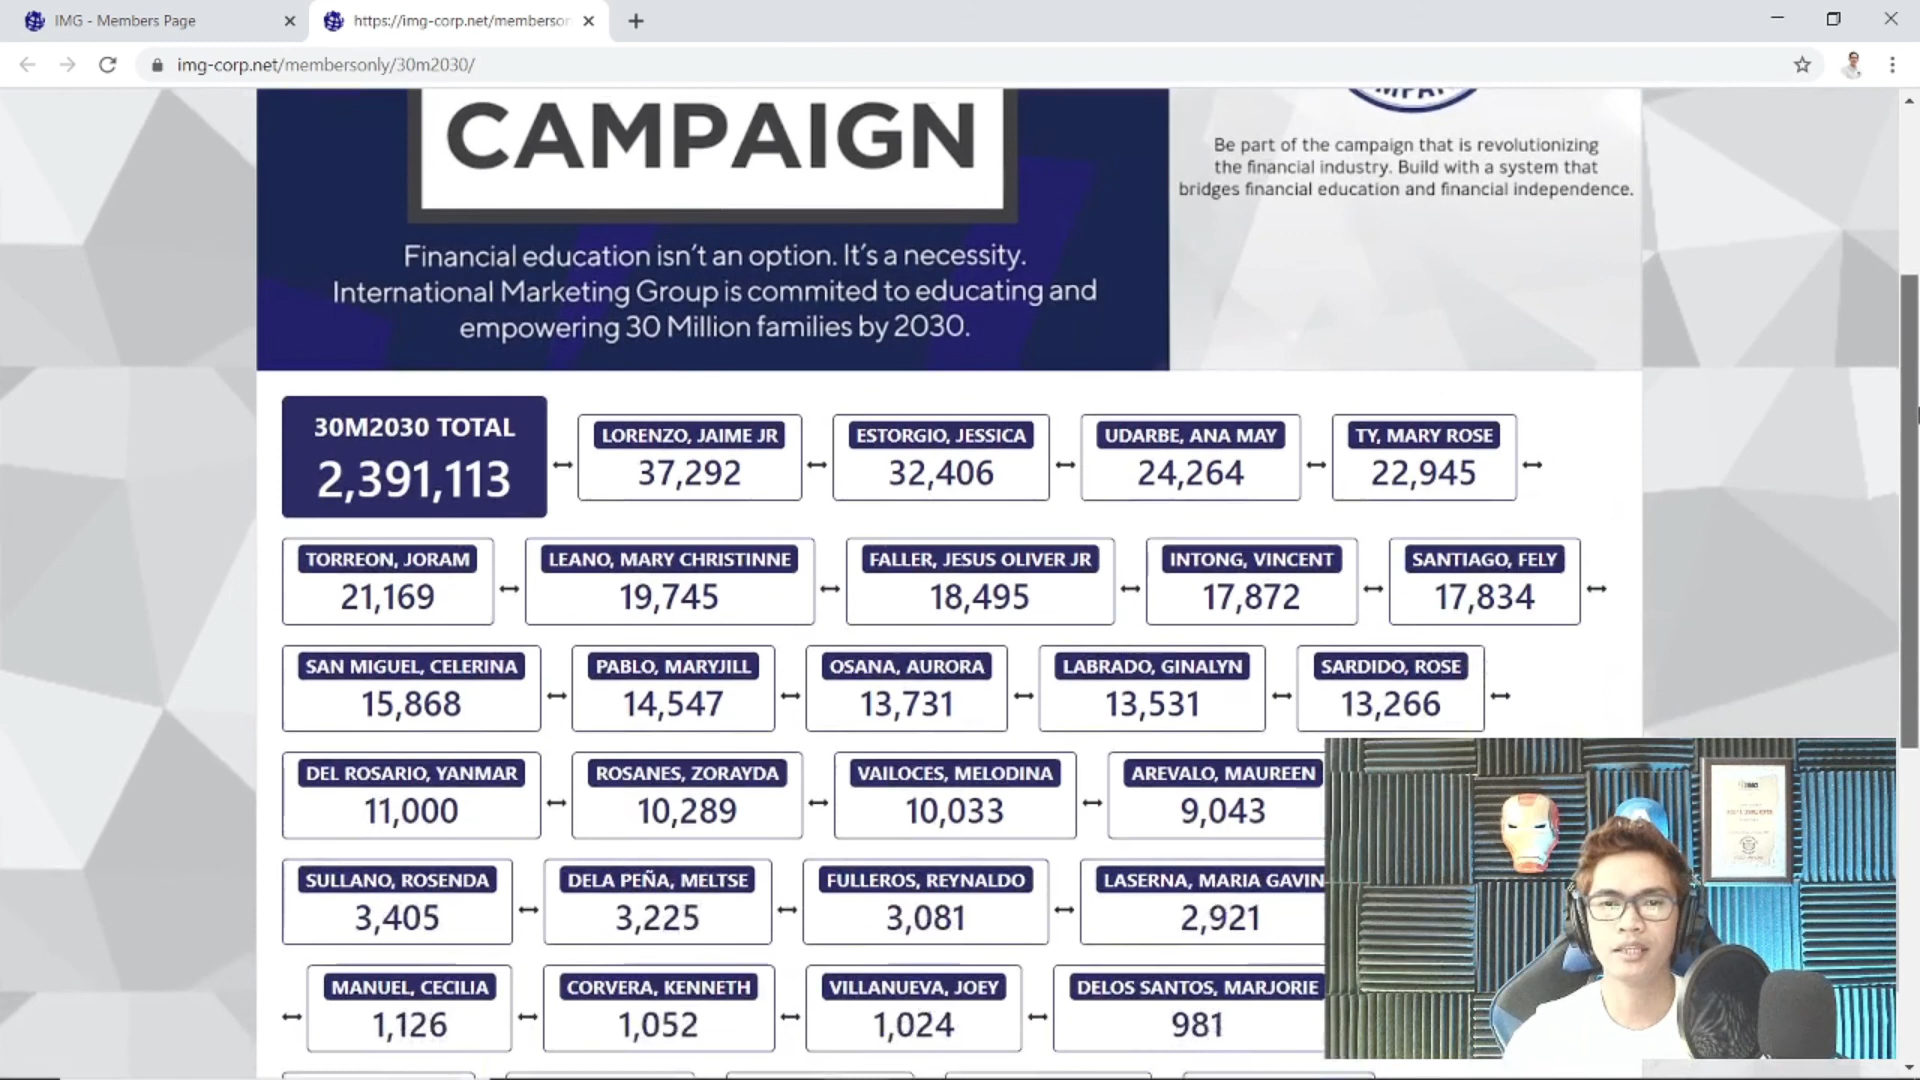 IMG - Members Page
https://img-corp.net/memberson
img-corp.net/membersonly/30m2030/
CAMPAIGN
Financial education isn't an option. It's a necessity.
International Marketing Group is commited to educating and
empowering 30 Million families by 2030.
Be part of the campaign that is revolutionizing
the financial industry. Build with a system that
bridges financial education and financial independence.
30M2030 TOTAL
2,391,113
LORENZO, JAIME JR
37,292
ESTORGIO, JESSICA
32,406
UDARBE, ANA MAY
24,264
TY, MARY ROSE
22,945
TORREON, JORAM
21,169
LEANO, MARY CHRISTINNE
19,745
FALLER, JESUS OLIVER JR
18,495
INTONG, VINCENT
17,872
SANTIAGO, FELY
17,834
SAN MIGUEL, CELERINA
15,868
PABLO, MARYJILL
14,547
OSANA, AURORA
13,731
LABRADO, GINALYN
13,531
SARDIDO, ROSE
13,266
DEL ROSARIO, YANMAR
11,000
ROSANES, ZORAYDA
10,289
VAILOCES, MELODINA
10,033
AREVALO, MAUREEN
9,043
SULLANO, ROSENDA
3,405
DELA PEÑA, MELTSE
3,225
FULLEROS, REYNALDO
3,081
LASERNA, MARIA GAVIN
2,921
MANUEL, CECILIA
1,126
CORVERA, KENNETH
1,052
VILLANUEVA, JOEY
1,024
DELOS SANTOS, MARJORIE
981